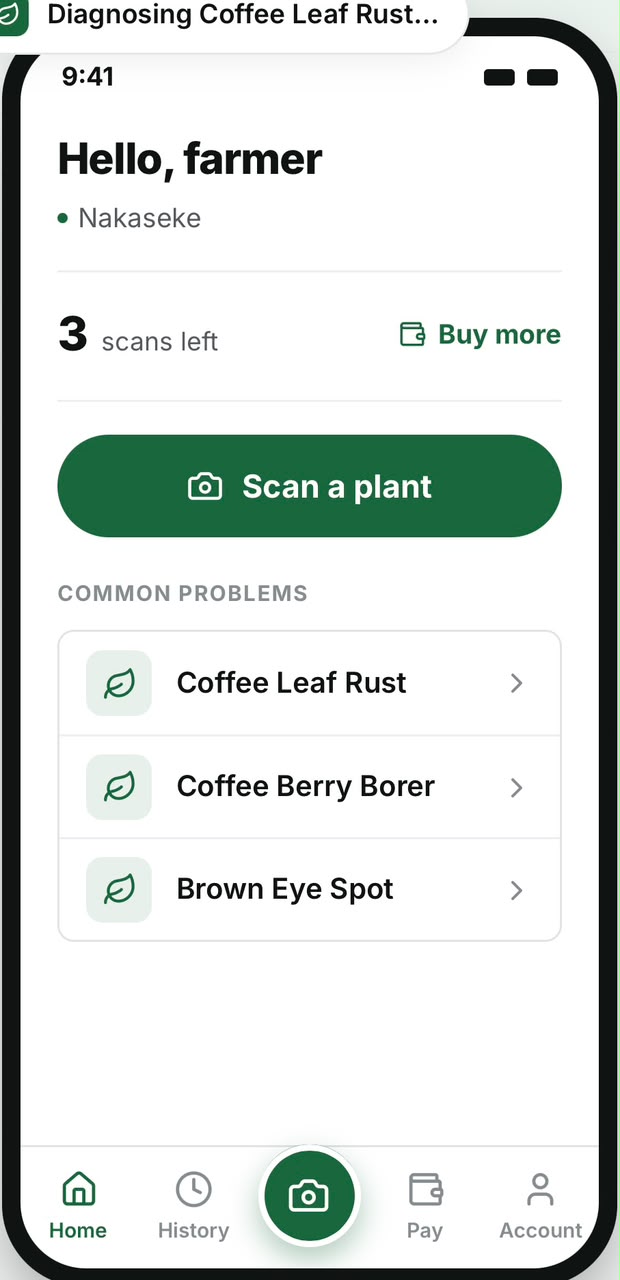 Diagnosing Coffee Leaf Rust...
9:41
Hello, farmer
Nakaseke
3 scans left
Buy more
Scan a plant
COMMON PROBLEMS
Coffee Leaf Rust
Coffee Berry Borer
Brown Eye Spot
Home
History
Pay
Account